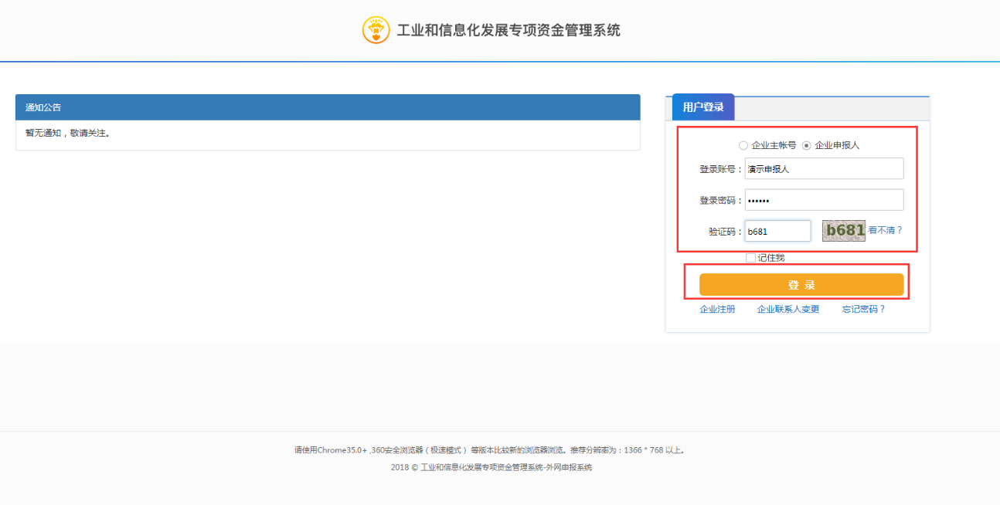 工业和信息化发展专项资金管理系统
通知公告
暂无通知，敬请关注。
用户登录
企业主帐号 企业申报人
登录账号： 演示申报人
登录密码： ••••••
验证码： b681 b681 看不清？
记住我
登 录
企业注册 企业联系人变更 忘记密码？
请使用Chrome35.0+ ,360安全浏览器（极速模式） 等版本比较新的浏览器浏览。推荐分辨率为：1366 * 768 以上。
2018 © 工业和信息化发展专项资金管理系统-外网申报系统